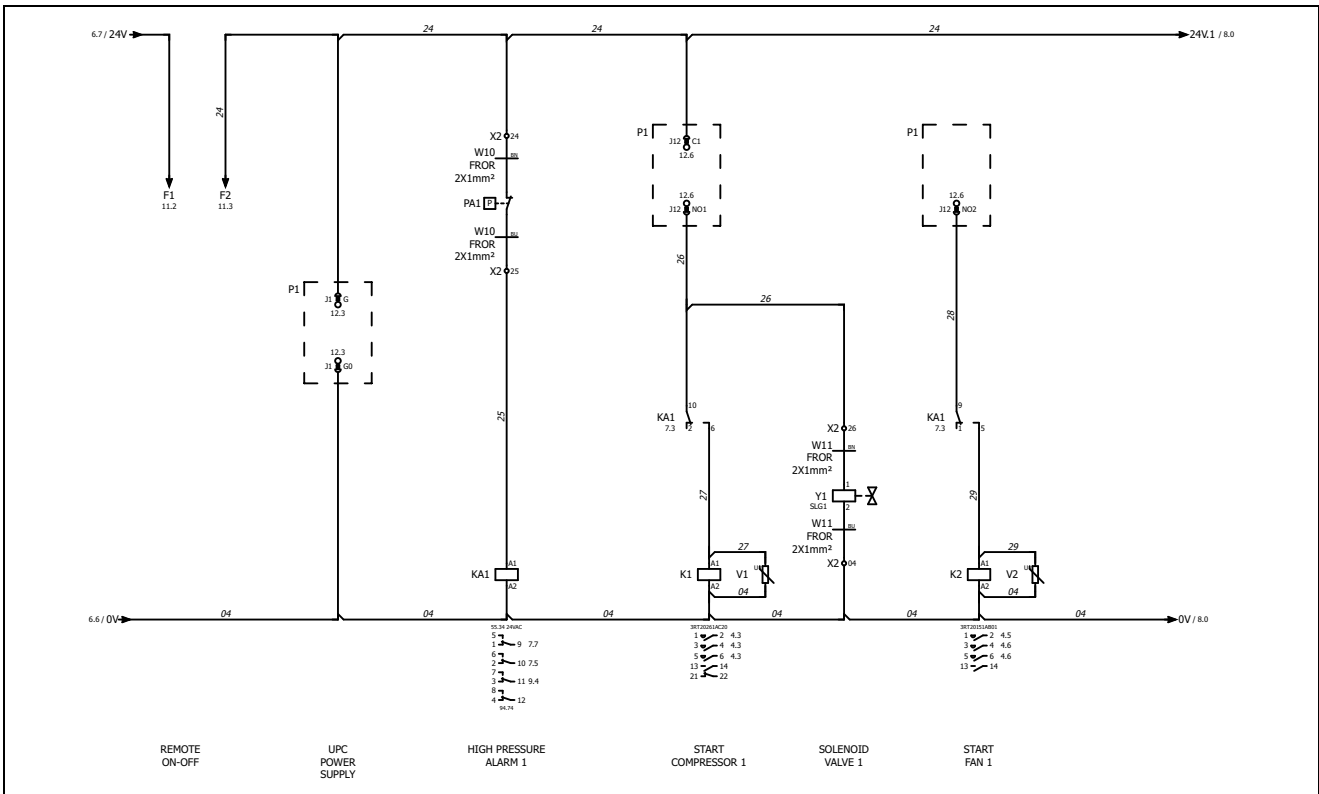 6.7 / 24V
24
24
24
24V.1 / 8.0
24
F1
11.2
F2
11.3
P1
J1 G
12.3
12.3
J1 G0
X2 24
W10 BN
FROR
2X1mm²
PA1 P
W10 BU
FROR
2X1mm²
X2 25
25
KA1
A1
A2
P1
J12 C1
12.6
12.6
J12 NO1
26
26
KA1
7.3
10
2 6
27
27
K1
A1
A2
V1 U
04
X2 26
W11 BN
FROR
2X1mm²
Y1
SLG1
1
2
W11 BU
FROR
2X1mm²
X2 04
P1
12.6
J12 NO2
28
KA1
7.3
9
1 5
29
29
K2
A1
A2
V2 U
04
6.6 / 0V
04
04
04
04
04
04
0V / 8.0
55.34 24VAC
5
1 9 7.7
6
2 10 7.5
7
3 11 9.4
8
4 12
94.74
3RT20261AC20
1 2 4.3
3 4 4.3
5 6 4.3
13 14
21 22
3RT20151AB01
1 2 4.5
3 4 4.6
5 6 4.6
13 14
REMOTE
ON-OFF
UPC
POWER
SUPPLY
HIGH PRESSURE
ALARM 1
START
COMPRESSOR 1
SOLENOID
VALVE 1
START
FAN 1